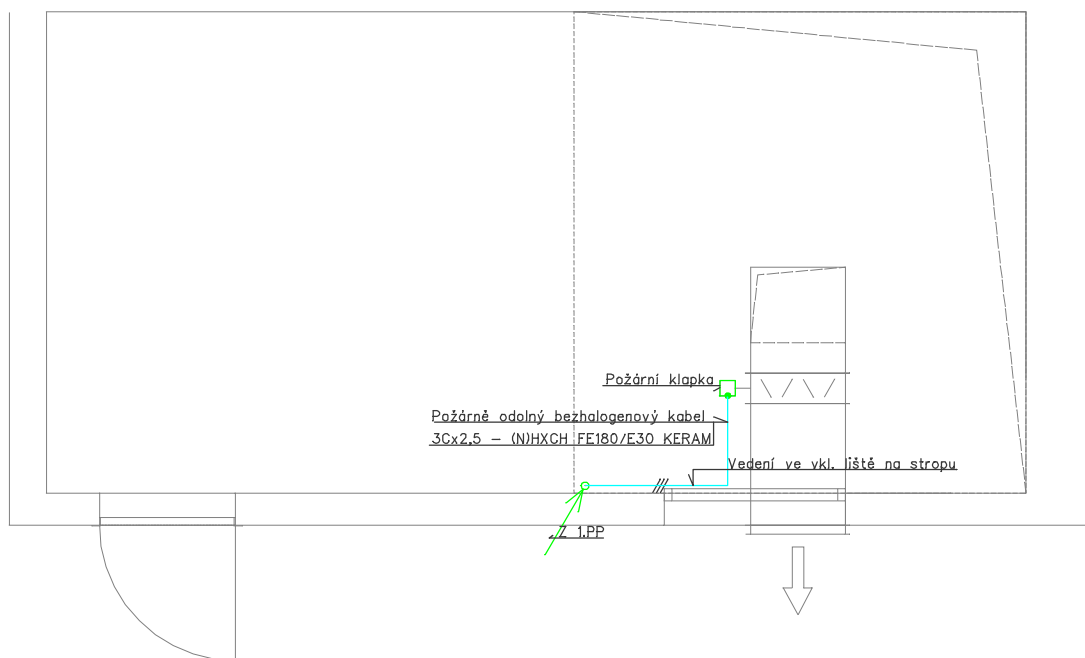 Požární klapka
Požárně odolný bezhalogenový kabel
3Cx2,5 – (N)HXCH FE180/E30 KERAM
Vedení ve vkl. liště na stropu
Z 1.PP